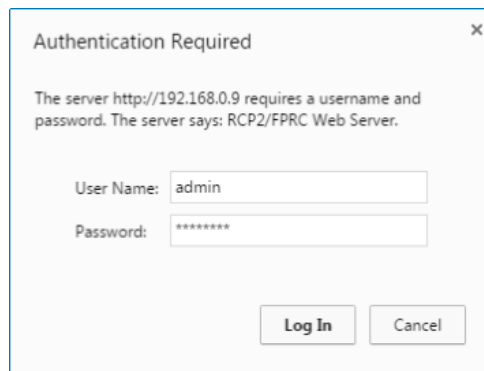 Authentication Required
The server http://192.168.0.9 requires a username and
password. The server says: RCP2/FPRC Web Server.
User Name: admin
Password: ********
Log In Cancel